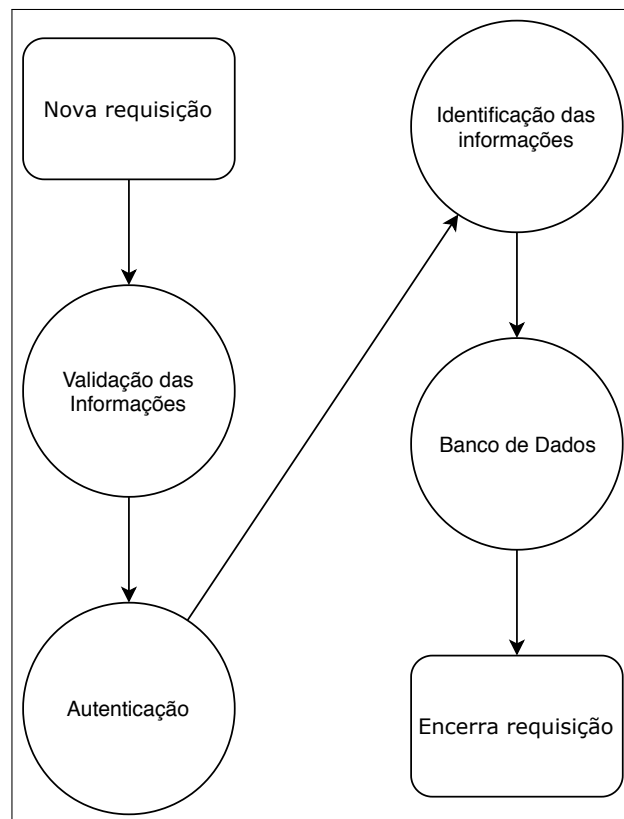 Nova requisição
Validação das
Informações
Autenticação
Identificação das
informações
Banco de Dados
Encerra requisição